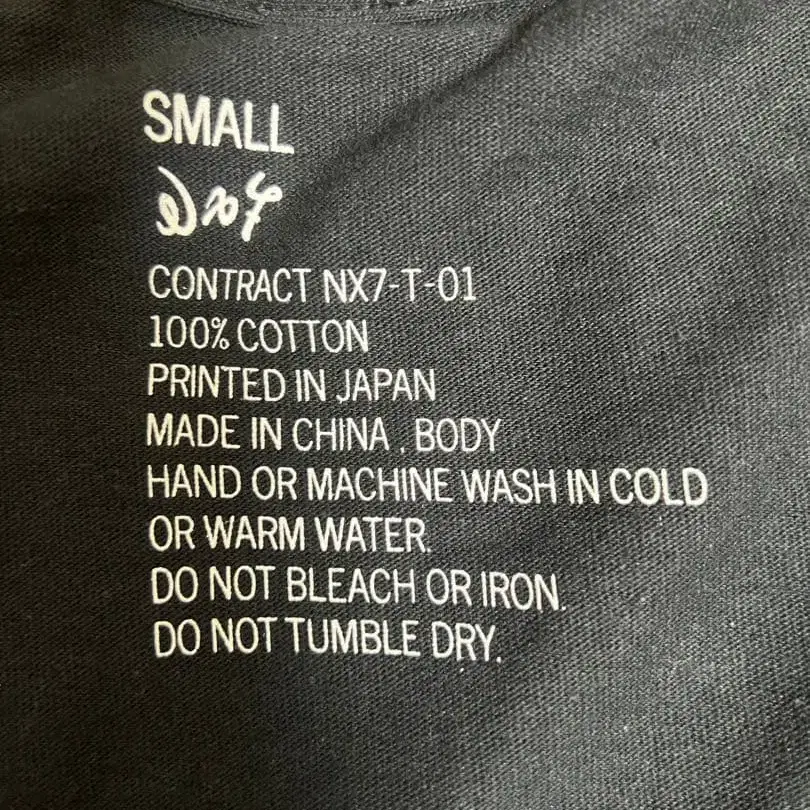 SMALL
CONTRACT NX7-T-01
100% COTTON
PRINTED IN JAPAN
MADE IN CHINA , BODY
HAND OR MACHINE WASH IN COLD
OR WARM WATER.
DO NOT BLEACH OR IRON.
DO NOT TUMBLE DRY.